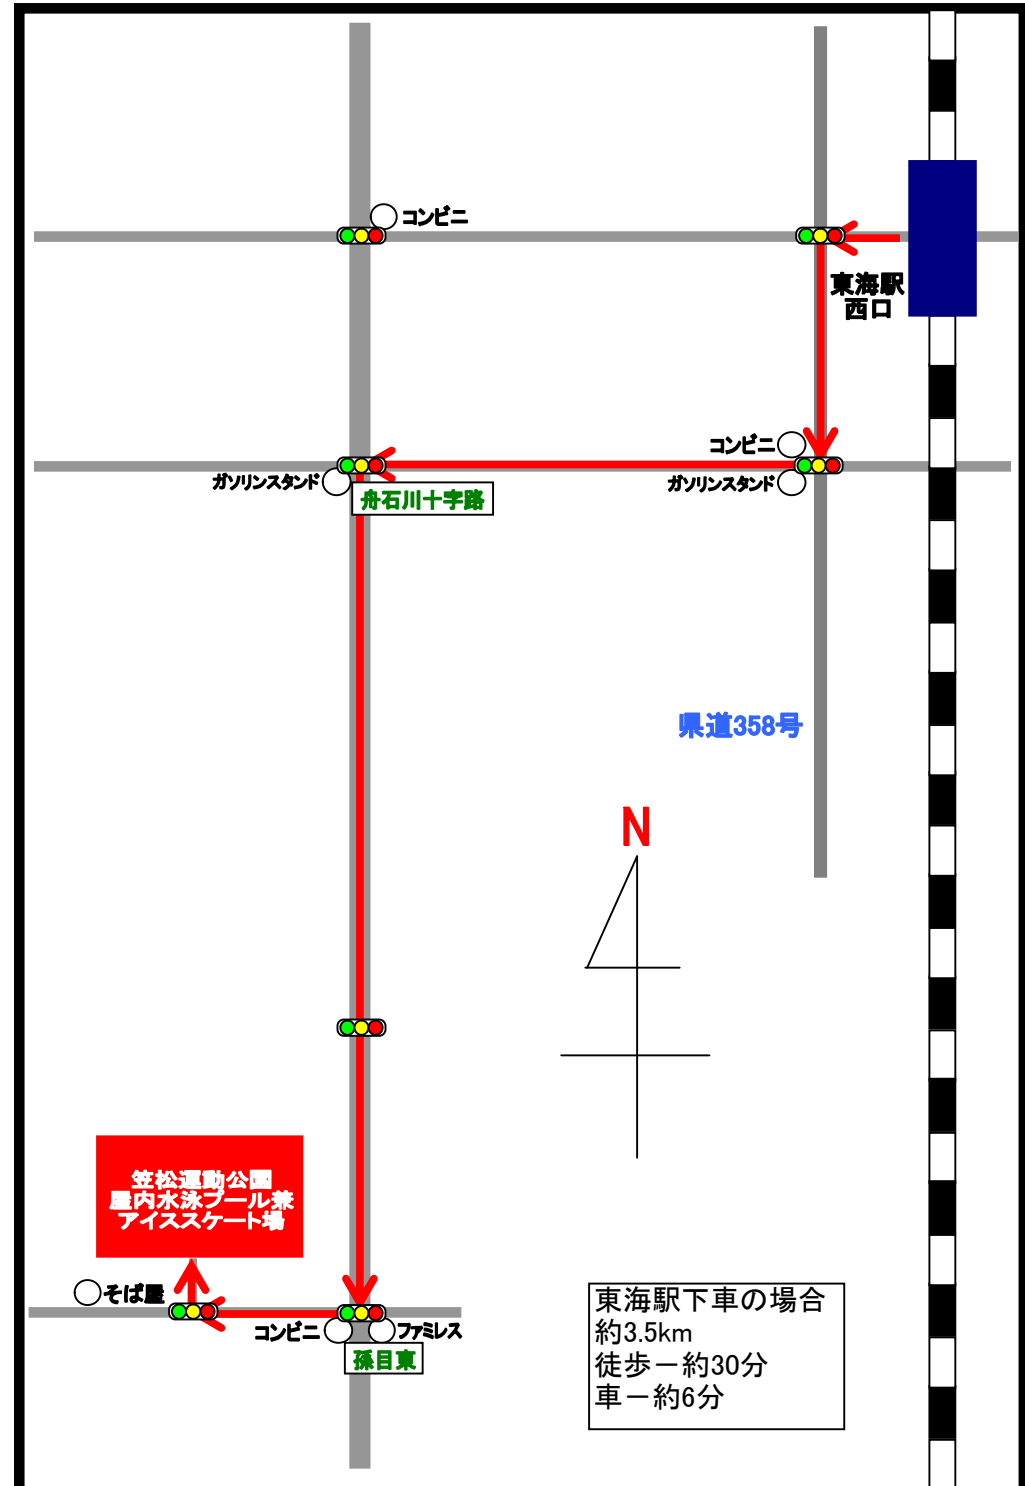 コンビニ
東海駅
西口
コンビニ
ガソリンスタンド
ガソリンスタンド
舟石川十字路
県道358号
N
笠松運動公園
屋内水泳プール兼
アイススケート場
そば屋
コンビニ
ファミレス
孫目東
東海駅下車の場合
約3.5km
徒歩－約30分
車－約6分